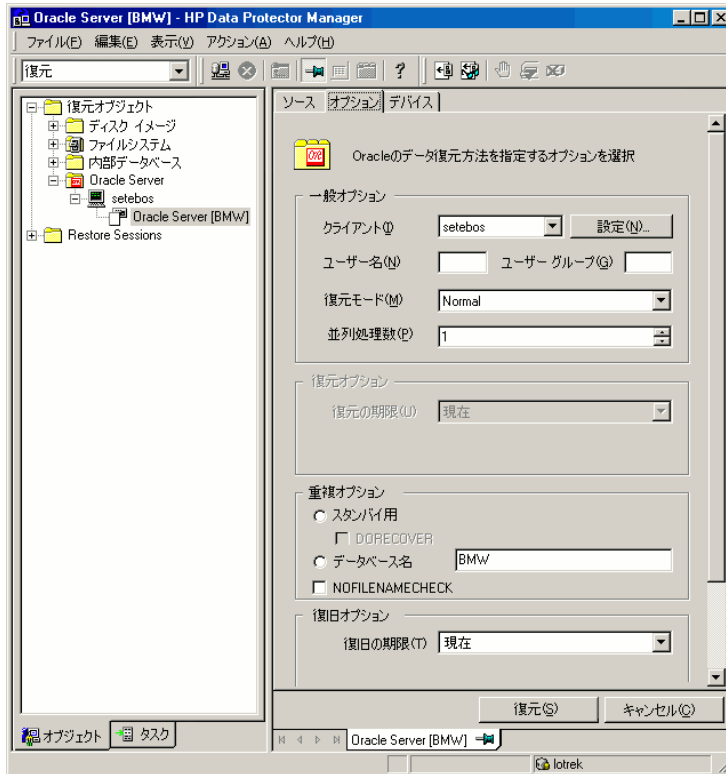 Oracle Server [BMW] - HP Data Protector Manager
ファイル(F) 編集(E) 表示(V) アクション(A) ヘルプ(H)
復元
復元オブジェクト
ディスク イメージ
ファイルシステム
内部データベース
Oracle Server
setebos
Oracle Server [BMW]
Restore Sessions
オブジェクト タスク
ソース オプション デバイス
Oracleのデータ復元方法を指定するオプションを選択
一般オプション
クライアント(I) setebos 設定(N)...
ユーザー名(N) ユーザー グループ(G)
復元モード(M) Normal
並列処理数(P) 1
復元オプション
復元の期限(U) 現在
重複オプション
スタンバイ用
DORECOVER
データベース名 BMW
NOFILENAMECHECK
復旧オプション
復旧の期限(T) 現在
復元(S) キャンセル(C)
Oracle Server [BMW]
lotrek